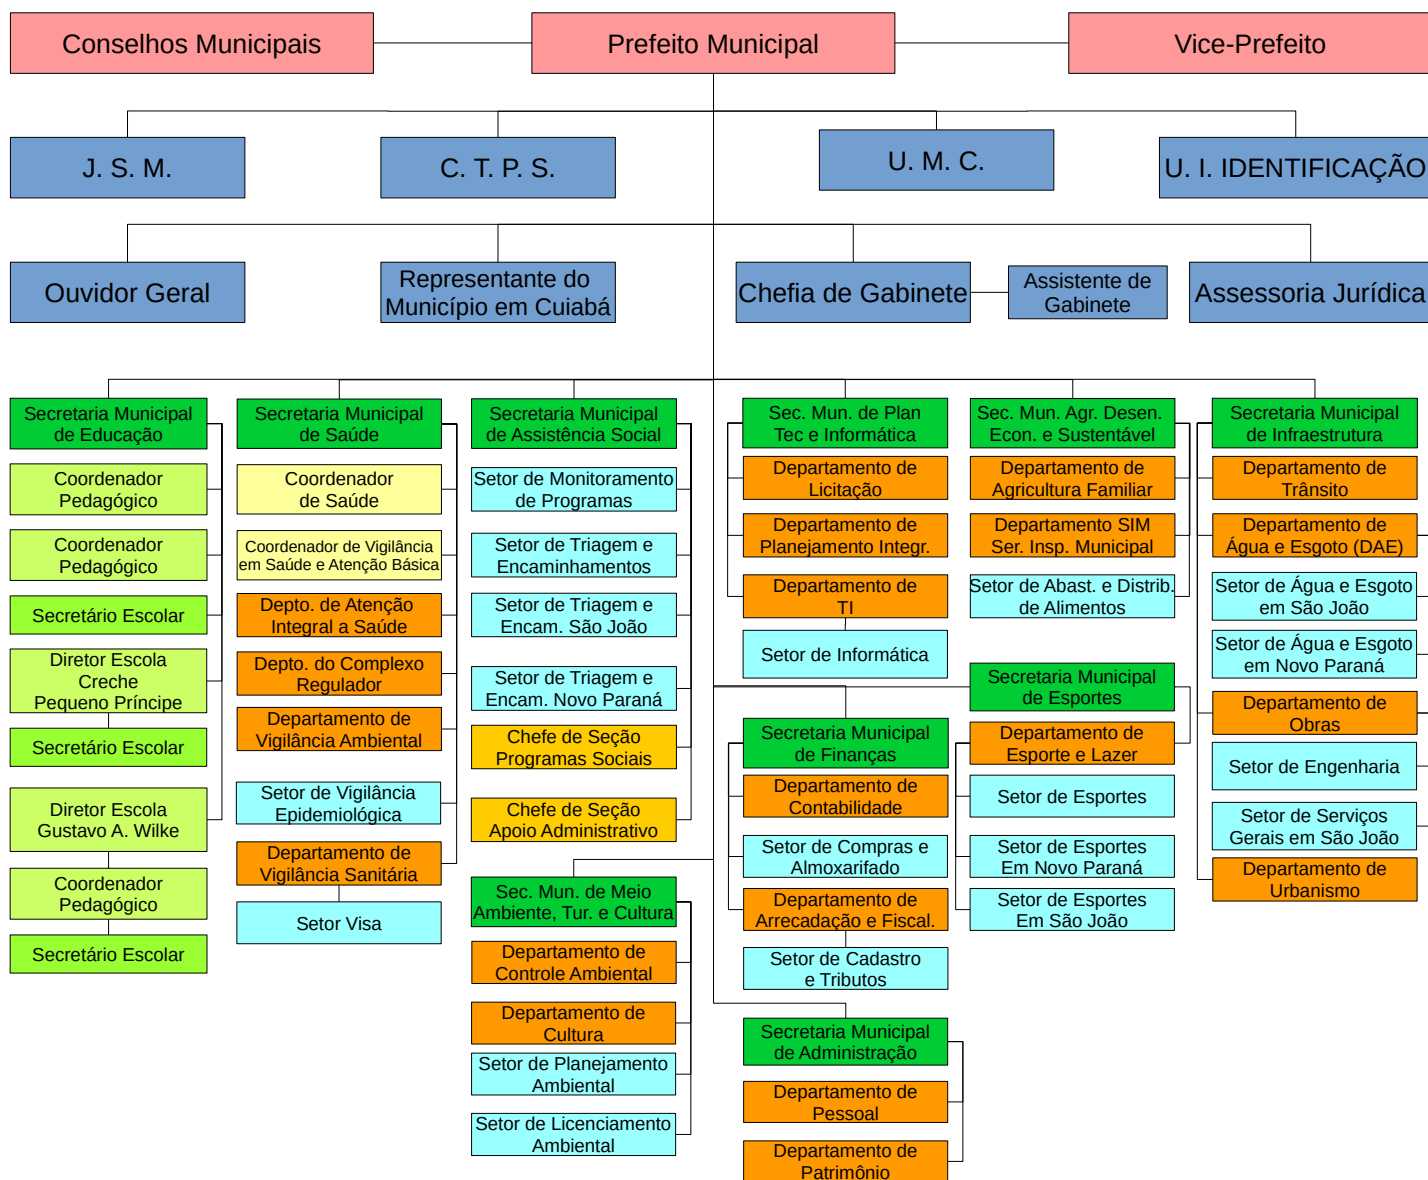 Conselhos Municipais
Prefeito Municipal
Vice-Prefeito
J. S. M.
C. T. P. S.
U. M. C.
U. I. IDENTIFICAÇÃO
Ouvidor Geral
Representante do
Município em Cuiabá
Chefia de Gabinete
Assistente de
Gabinete
Assessoria Jurídica
Secretaria Municipal
de Educação
Coordenador
Pedagógico
Coordenador
Pedagógico
Secretário Escolar
Diretor Escola
Creche
Pequeno Príncipe
Secretário Escolar
Diretor Escola
Gustavo A. Wilke
Coordenador
Pedagógico
Secretário Escolar
Secretaria Municipal
de Saúde
Coordenador
de Saúde
Coordenador de Vigilância
em Saúde e Atenção Básica
Depto. de Atenção
Integral a Saúde
Depto. do Complexo
Regulador
Departamento de
Vigilância Ambiental
Setor de Vigilância
Epidemiológica
Departamento de
Vigilância Sanitária
Setor Visa
Secretaria Municipal
de Assistência Social
Setor de Monitoramento
de Programas
Setor de Triagem e
Encaminhamentos
Setor de Triagem e
Encam. São João
Setor de Triagem e
Encam. Novo Paraná
Chefe de Seção
Programas Sociais
Chefe de Seção
Apoio Administrativo
Sec. Mun. de Meio
Ambiente, Tur. e Cultura
Departamento de
Controle Ambiental
Departamento de
Cultura
Setor de Planejamento
Ambiental
Setor de Licenciamento
Ambiental
Sec. Mun. de Plan
Tec e Informática
Departamento de
Licitação
Departamento de
Planejamento Integr.
Departamento de
TI
Setor de Informática
Secretaria Municipal
de Finanças
Departamento de
Contabilidade
Setor de Compras e
Almoxarifado
Departamento de
Arrecadação e Fiscal.
Setor de Cadastro
e Tributos
Secretaria Municipal
de Administração
Departamento de
Pessoal
Departamento de
Patrimônio
Sec. Mun. Agr. Desen.
Econ. e Sustentável
Departamento de
Agricultura Familiar
Departamento SIM
Ser. Insp. Municipal
Setor de Abast. e Distrib.
de Alimentos
Secretaria Municipal
de Esportes
Departamento de
Esporte e Lazer
Setor de Esportes
Setor de Esportes
Em Novo Paraná
Setor de Esportes
Em São João
Secretaria Municipal
de Infraestrutura
Departamento de
Trânsito
Departamento de
Água e Esgoto (DAE)
Setor de Água e Esgoto
em São João
Setor de Água e Esgoto
em Novo Paraná
Departamento de
Obras
Setor de Engenharia
Setor de Serviços
Gerais em São João
Departamento de
Urbanismo